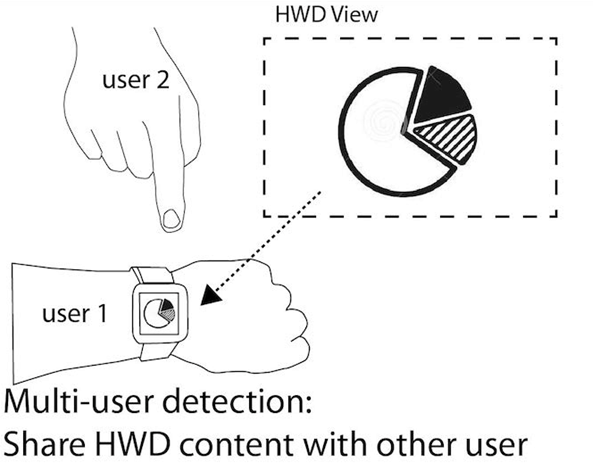 HWD View
user 2
user 1
Multi-user detection:
Share HWD content with other user